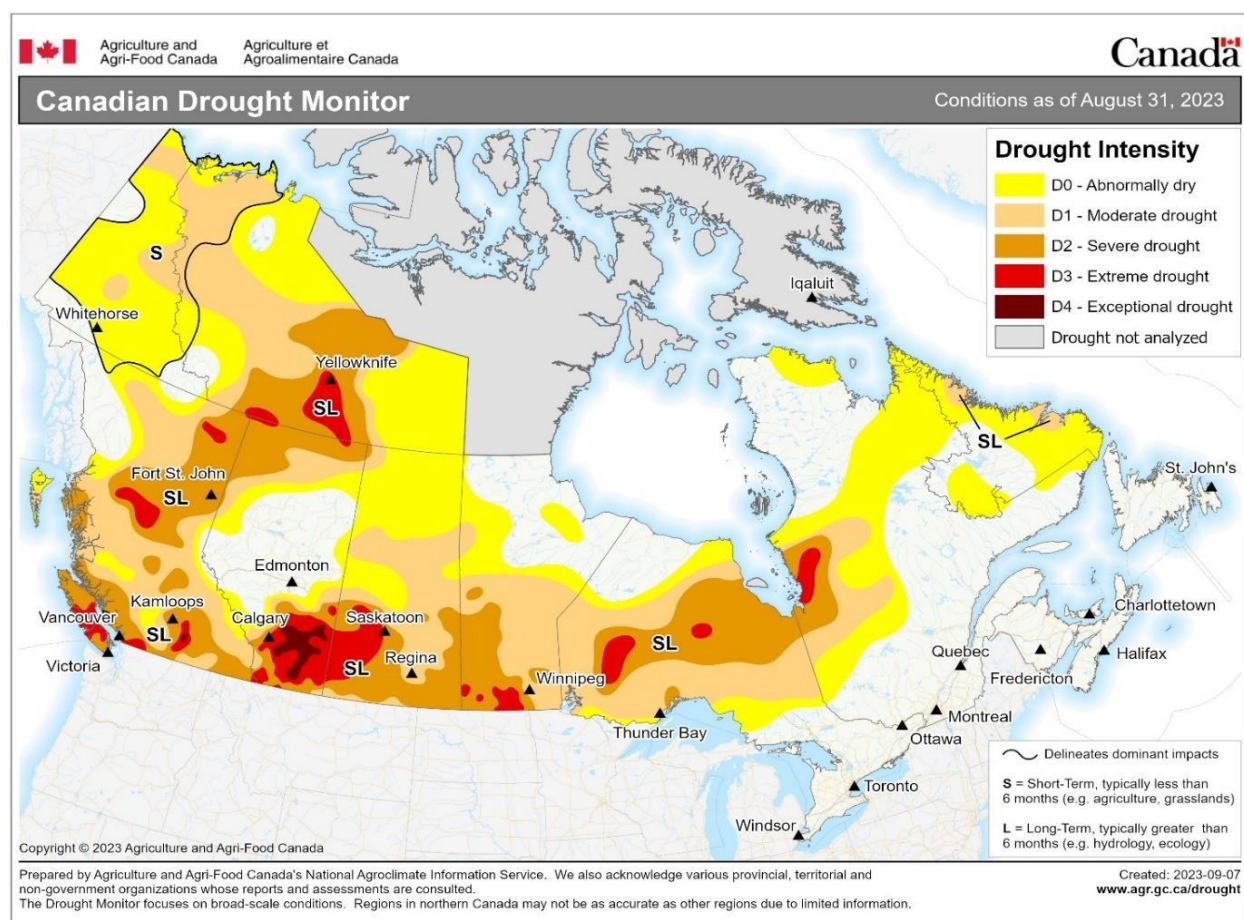 Agriculture and
Agri-Food Canada
Agriculture et
Agroalimentaire Canada
Canada
Canadian Drought Monitor
Conditions as of August 31, 2023
Drought Intensity
D0 - Abnormally dry
D1 - Moderate drought
D2 - Severe drought
D3 - Extreme drought
D4 - Exceptional drought
Drought not analyzed
S
Iqaluit
Whitehorse
Yellowknife
SL
SL
St. John's
Fort St. John
SL
Edmonton
Kamloops
Vancouver
Calgary
Saskatoon
Charlottetown
SL
SL
Regina
SL
Victoria
Quebec
Halifax
Winnipeg
Fredericton
Montreal
Thunder Bay
Ottawa
Toronto
Windsor
Delineates dominant impacts
S = Short-Term, typically less than
6 months (e.g. agriculture, grasslands)
L = Long-Term, typically greater than
6 months (e.g. hydrology, ecology)
Copyright © 2023 Agriculture and Agri-Food Canada
Prepared by Agriculture and Agri-Food Canada's National Agroclimate Information Service. We also acknowledge various provincial, territorial and
non-government organizations whose reports and assessments are consulted.
The Drought Monitor focuses on broad-scale conditions. Regions in northern Canada may not be as accurate as other regions due to limited information.
Created: 2023-09-07
www.agr.gc.ca/drought